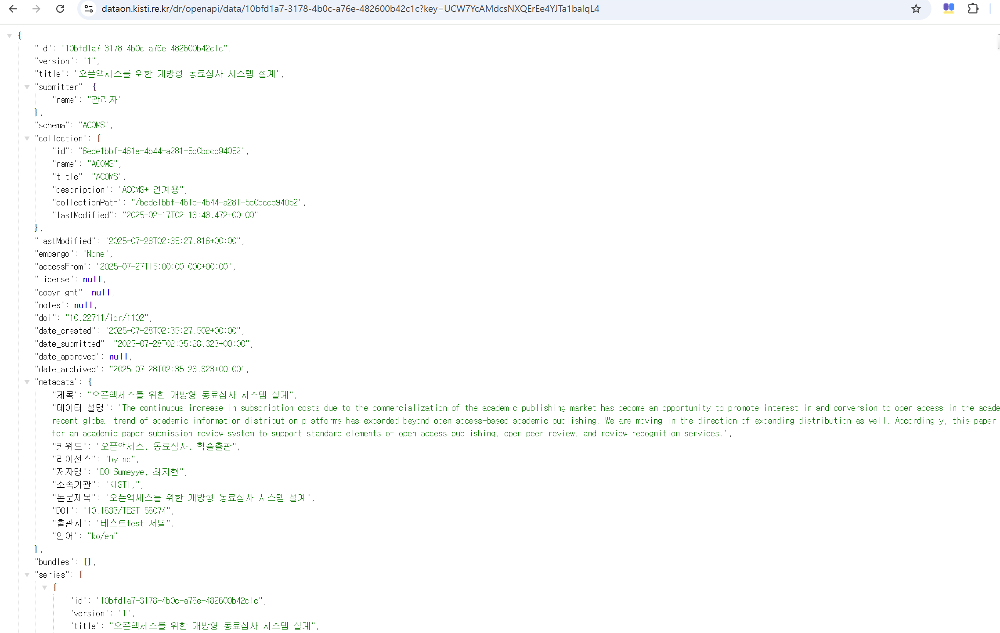 dataon.kisti.re.kr/dr/openapi/data/10bfd1a7-3178-4b0c-a76e-482600b42c1c?key=UCW7YcAMdcsNXQErEe4YJTa1baIqL4
{
"id": "10bfd1a7-3178-4b0c-a76e-482600b42c1c",
"version": "1",
"title": "오픈액세스를 위한 개방형 동료심사 시스템 설계",
"submitter": {
"name": "관리자"
},
"schema": "ACOMS",
"collection": {
"id": "6ede1bbf-461e-4b44-a281-5c0bccb94052",
"name": "ACOMS",
"title": "ACOMS",
"description": "ACOMS+ 연계용",
"collectionPath": "/6ede1bbf-461e-4b44-a281-5c0bccb94052",
"lastModified": "2025-02-17T02:18:48.472+00:00"
},
"lastModified": "2025-07-28T02:35:27.816+00:00",
"embargo": "None",
"accessFrom": "2025-07-27T15:00:00.000+00:00",
"license": null,
"copyright": null,
"notes": null,
"doi": "10.22711/idr/1102",
"date_created": "2025-07-28T02:35:27.502+00:00",
"date_submitted": "2025-07-28T02:35:28.323+00:00",
"date_approved": null,
"date_archived": "2025-07-28T02:35:28.323+00:00",
"metadata": {
"제목": "오픈액세스를 위한 개방형 동료심사 시스템 설계",
"데이터 설명": "The continuous increase in subscription costs due to the commercialization of the academic publishing market has become an opportunity to promote interest in and conversion to open access in the acade
recent global trend of academic information distribution platforms has expanded beyond open access-based academic publishing. We are moving in the direction of expanding distribution as well. Accordingly, this paper
for an academic paper submission review system to support standard elements of open access publishing, open peer review, and review recognition services.",
"키워드": "오픈액세스, 동료심사, 학술출판",
"라이선스": "by-nc",
"저자명": "DO Sumeyye, 최지현",
"소속기관": "KISTI,",
"논문제목": "오픈액세스를 위한 개방형 동료심사 시스템 설계",
"DOI": "10.1633/TEST.56074",
"출판사": "테스트test 저널",
"언어": "ko/en"
},
"bundles": [],
"series": [
{
"id": "10bfd1a7-3178-4b0c-a76e-482600b42c1c",
"version": "1",
"title": "오픈액세스를 위한 개방형 동료심사 시스템 설계",